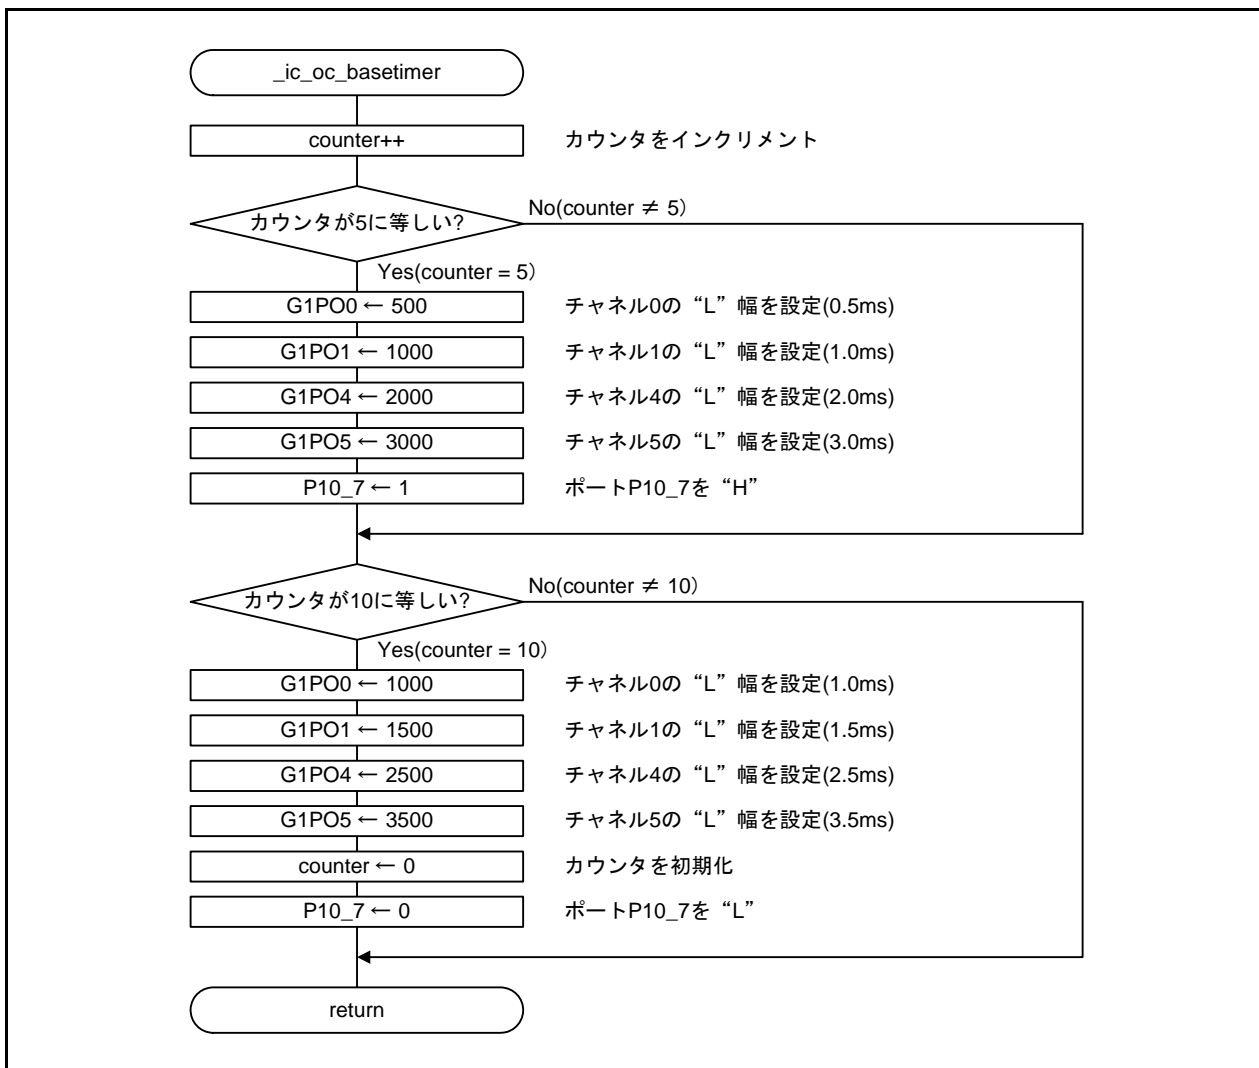 _ic_oc_basetimer
counter++ カウンタをインクリメント
カウンタが5に等しい? No(counter ≠ 5)
Yes(counter = 5)
G1PO0 ← 500 チャネル0の“L”幅を設定(0.5ms)
G1PO1 ← 1000 チャネル1の“L”幅を設定(1.0ms)
G1PO4 ← 2000 チャネル4の“L”幅を設定(2.0ms)
G1PO5 ← 3000 チャネル5の“L”幅を設定(3.0ms)
P10_7 ← 1 ポートP10_7を“H”
カウンタが10に等しい? No(counter ≠ 10)
Yes(counter = 10)
G1PO0 ← 1000 チャネル0の“L”幅を設定(1.0ms)
G1PO1 ← 1500 チャネル1の“L”幅を設定(1.5ms)
G1PO4 ← 2500 チャネル4の“L”幅を設定(2.5ms)
G1PO5 ← 3500 チャネル5の“L”幅を設定(3.5ms)
counter ← 0 カウンタを初期化
P10_7 ← 0 ポートP10_7を“L”
return